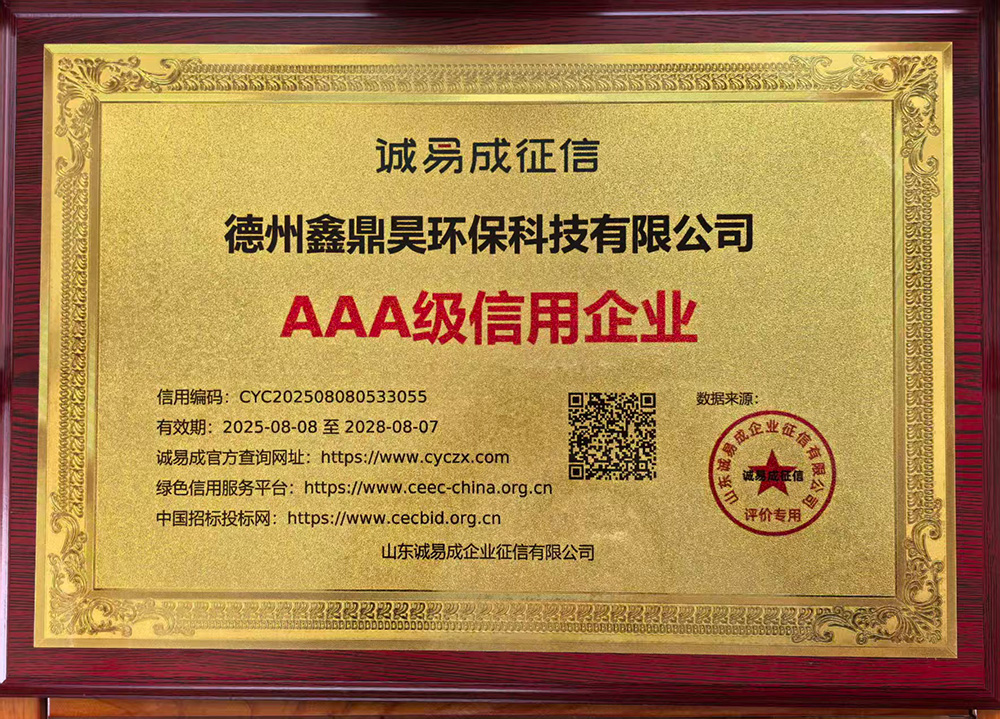 诚易成征信
德州鑫鼎昊环保科技有限公司
AAA级信用企业
信用编码：CYC202508080533055
有效期：2025-08-08 至 2028-08-07
诚易成官方查询网址：https://www.cyczx.com
绿色信用服务平台：https://www.ceec-china.org.cn
中国招标投标网：https://www.cecbid.org.cn
数据来源：
山东诚易成企业征信有限公司
诚易成征信
评价专用
山东诚易成企业征信有限公司